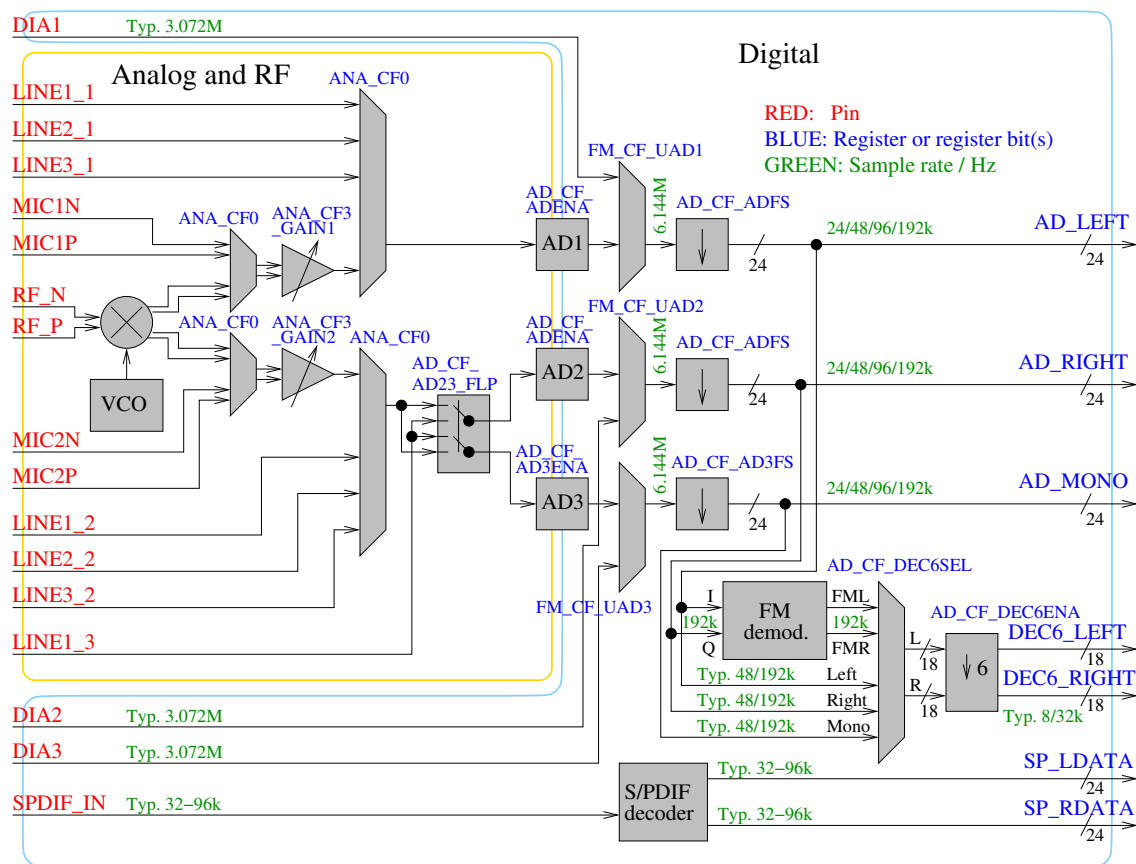 DIA1
Typ. 3.072M
Analog and RF
Digital
ANA_CF0
LINE1_1
LINE2_1
LINE3_1
MIC1N
MIC1P
RED: Pin
BLUE: Register or register bit(s)
GREEN: Sample rate / Hz
FM_CF_UAD1
ANA_CF0
ANA_CF3
_GAIN1
AD_CF_
ADENA
AD1
6.144M
AD_CF_ADFS
24
24/48/96/192k
AD_LEFT
24
RF_N
RF_P
VCO
ANA_CF0
ANA_CF3
_GAIN2
ANA_CF0
AD_CF_
AD23_FLP
AD_CF_
ADENA
AD2
FM_CF_UAD2
6.144M
AD_CF_ADFS
24
24/48/96/192k
AD_RIGHT
24
MIC2N
MIC2P
LINE1_2
LINE2_2
LINE3_2
LINE1_3
AD_CF_
AD3ENA
AD3
6.144M
AD_CF_AD3FS
24
24/48/96/192k
AD_MONO
24
FM_CF_UAD3
AD_CF_DEC6SEL
I
192k
Q
FM
demod.
FML
192k
FMR
Typ. 48/192k
Left
Typ. 48/192k
Right
Typ. 48/192k
Mono
L
18
R
18
AD_CF_DEC6ENA
6
DEC6_LEFT
18
DEC6_RIGHT
18
Typ. 8/32k
DIA2
Typ. 3.072M
DIA3
Typ. 3.072M
SPDIF_IN
Typ. 32−96k
S/PDIF
decoder
Typ. 32−96k
SP_LDATA
24
Typ. 32−96k
SP_RDATA
24